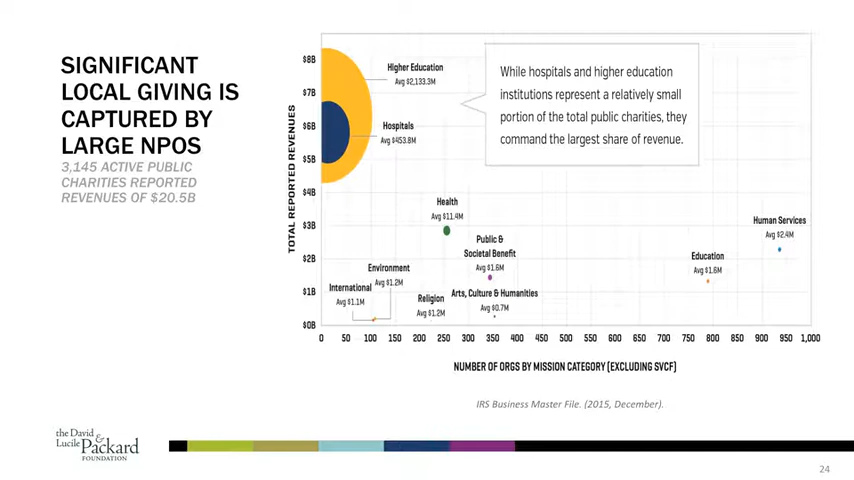 SIGNIFICANT
LOCAL GIVING IS
CAPTURED BY
LARGE NPOS
3,145 ACTIVE PUBLIC
CHARITIES REPORTED
REVENUES OF $20.5B
TOTAL REPORTED REVENUES
$8B
$7B
$6B
$5B
$4B
$3B
$2B
$1B
$0B
Higher Education
Avg $2,133.3M
Hospitals
Avg $453.8M
While hospitals and higher education
institutions represent a relatively small
portion of the total public charities, they
command the largest share of revenue.
Health
Avg $11.4M
Public &
Societal Benefit
Avg $1.6M
Human Services
Avg $2.4M
Education
Avg $1.6M
Environment
Avg $1.2M
International
Avg $1.1M
Religion
Avg $1.2M
Arts, Culture & Humanities
Avg $0.7M
0 50 100 150 200 250 300 350 400 450 500 550 600 650 700 750 800 850 900 950 1,000
NUMBER OF ORGS BY MISSION CATEGORY (EXCLUDING SVCF)
IRS Business Master File. (2015, December).
the David &
Lucile Packard
FOUNDATION
24